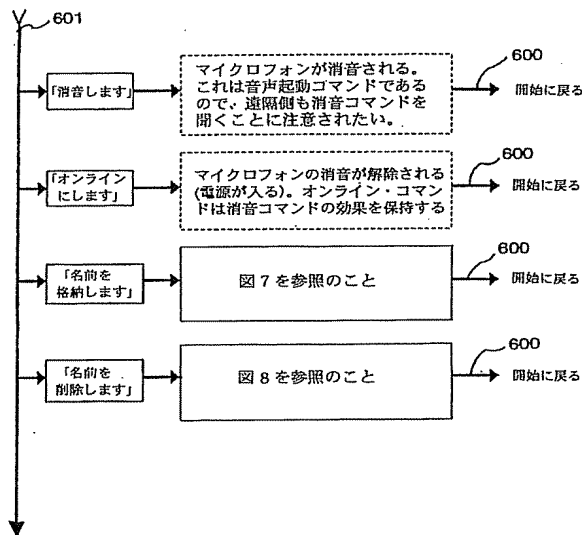 601
「消音します」
マイクロフォンが消音される。
これは音声起動ゴマンドである
ので、遠隔側も消音コマンドを
聞くことに注意されたい。
600
開始に戻る
「オンライン
にします」
マイクロフォンの消音が解除される
(電源が入る)。オンライン・コマン
ドは消音コマンドの効果を保持する
600
開始に戻る
「名前を
格納します」
図7を参照のこと
600
開始に戻る
「名前を
削除します」
図8を参照のこと
600
開始に戻る